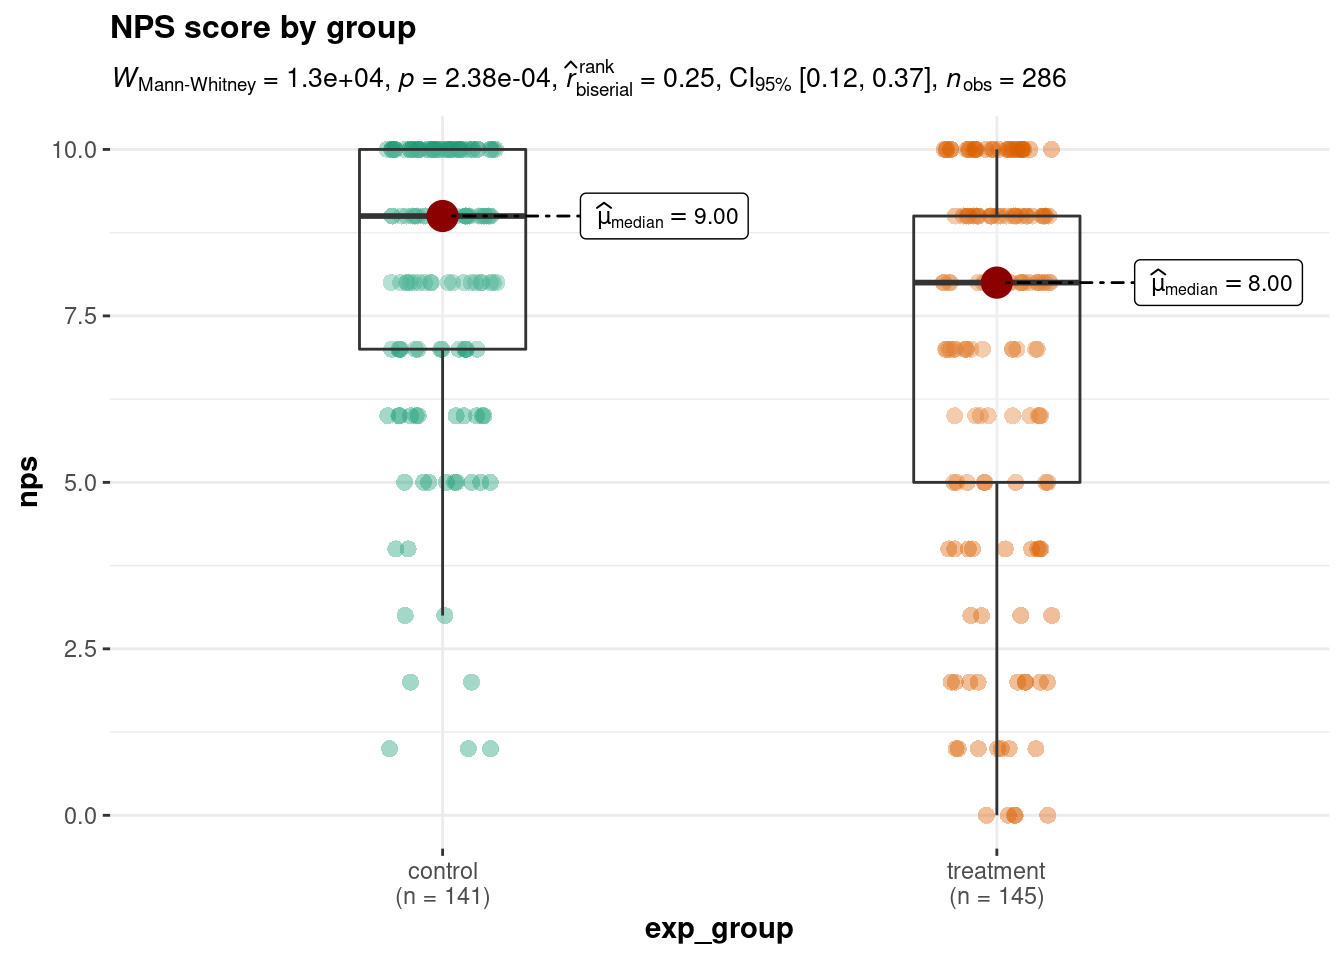 NPS score by group
W_Mann-Whitney = 1.3e+04, p = 2.38e-04, r̂^rank_biserial = 0.25, CI_95% [0.12, 0.37], n_obs = 286
10.0
7.5
5.0
2.5
0.0
nps
μ̂_median = 9.00
μ̂_median = 8.00
control
(n = 141)
treatment
(n = 145)
exp_group